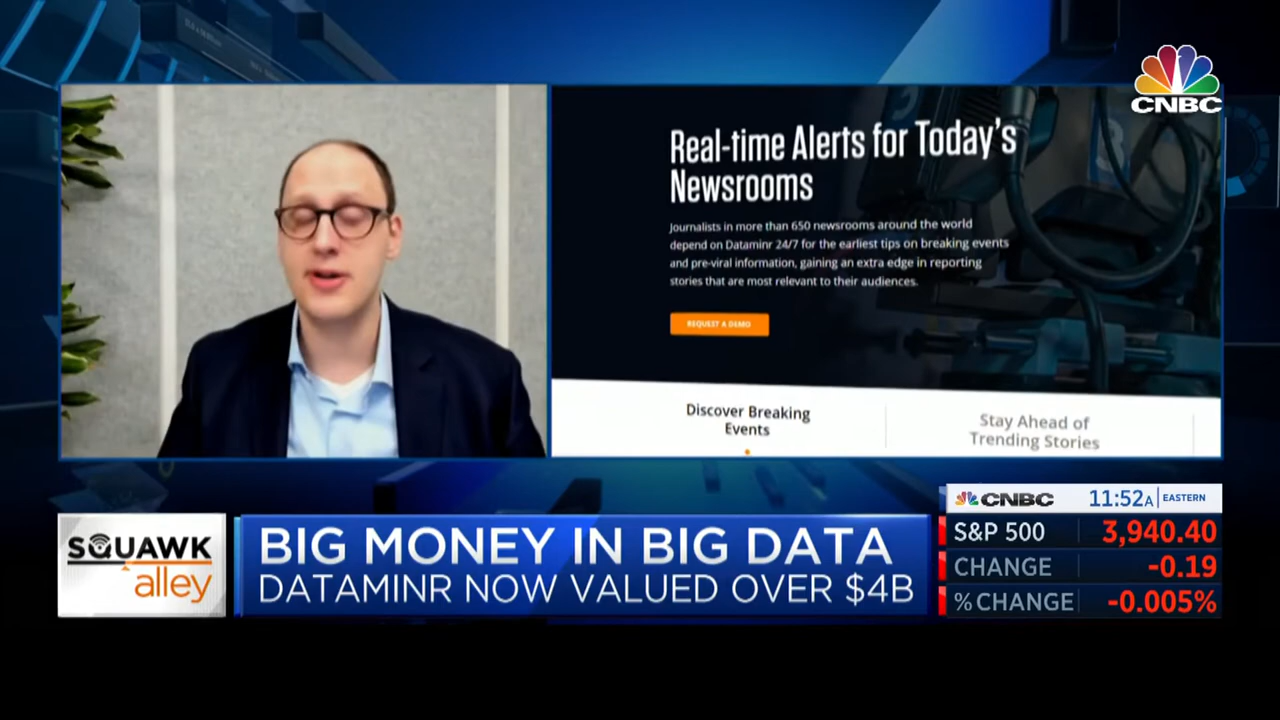 CNBC
Real-time Alerts for Today's
Newsrooms
Journalists in more than 650 newsrooms around the world
depend on Dataminr 24/7 for the earliest tips on breaking events
and pre-viral information, gaining an extra edge in reporting
stories that are most relevant to their audiences.
REQUEST A DEMO
Discover Breaking
Events
Stay Ahead of
Trending Stories
SQUAWK
alley
BIG MONEY IN BIG DATA
DATAMINR NOW VALUED OVER $4B
CNBC 11:52A EASTERN
S&P 500 3,940.40
CHANGE -0.19
% CHANGE -0.005%